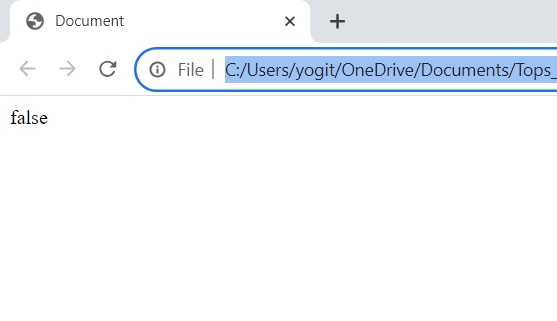 Document
File C:/Users/yogit/OneDrive/Documents/Tops_
false